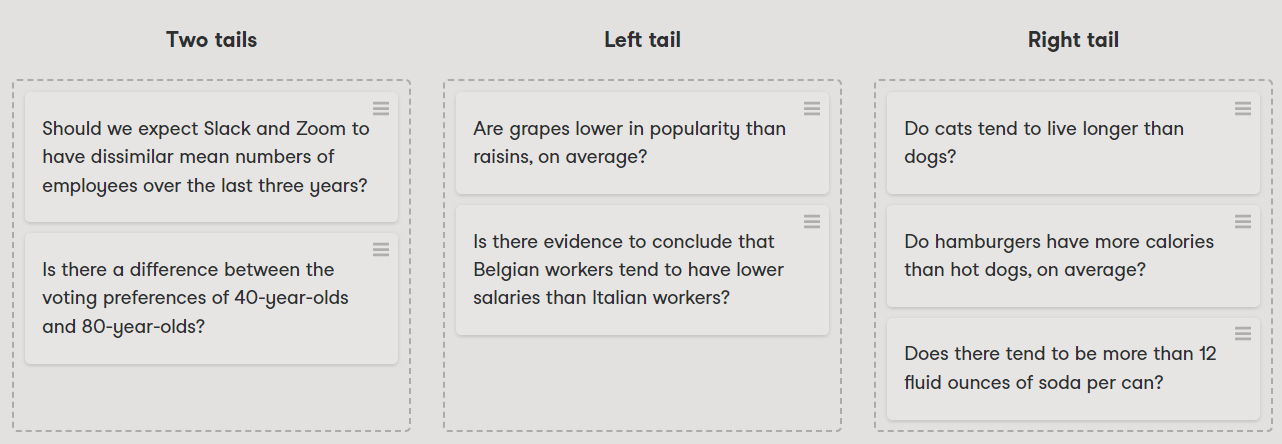 Two tails
Should we expect Slack and Zoom to
have dissimilar mean numbers of
employees over the last three years?
Is there a difference between the
voting preferences of 40-year-olds
and 80-year-olds?
Left tail
Are grapes lower in popularity than
raisins, on average?
Is there evidence to conclude that
Belgian workers tend to have lower
salaries than Italian workers?
Right tail
Do cats tend to live longer than
dogs?
Do hamburgers have more calories
than hot dogs, on average?
Does there tend to be more than 12
fluid ounces of soda per can?